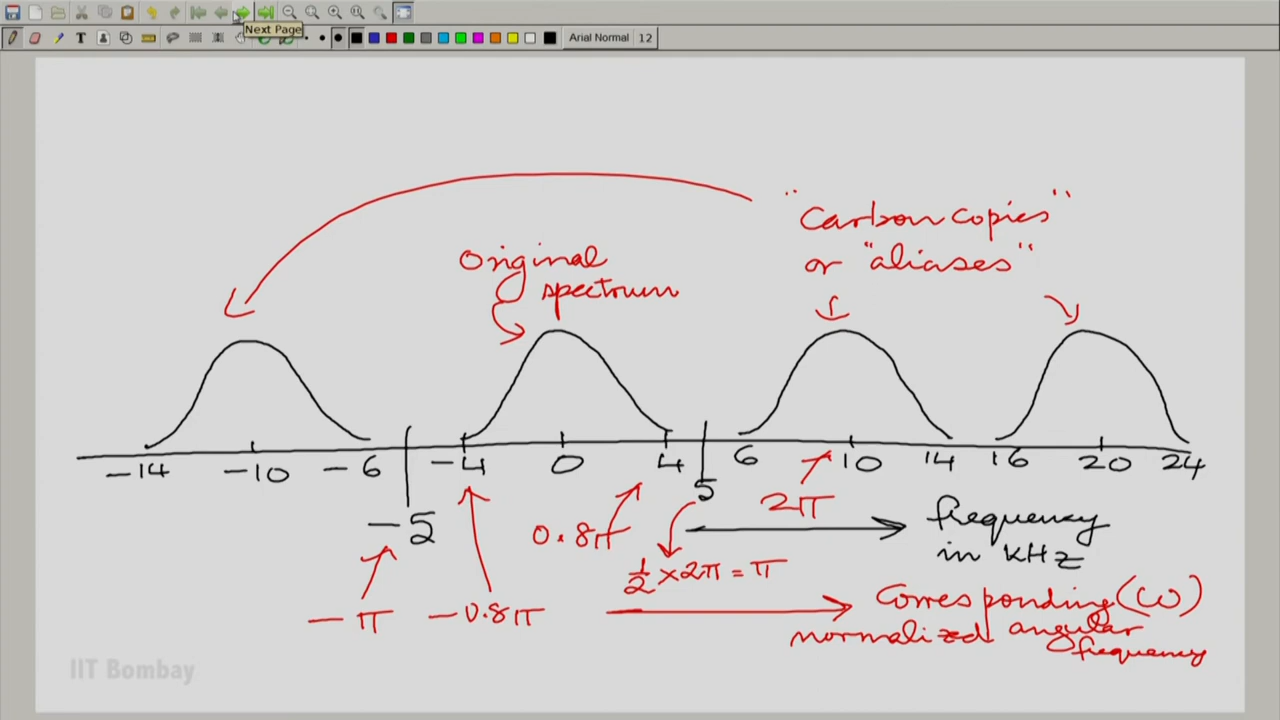 Next Page
Arial Normal 12
"Carbon copies"
or "aliases"
Original
spectrum
-14 -10 -6 -4 0 4 6 10 14 16 20 24
-5 5
2π
0.8π
frequency
in kHz
1/2 × 2π = π
-π -0.8π
Corresponding (ω)
normalized angular
frequency
IIT Bombay